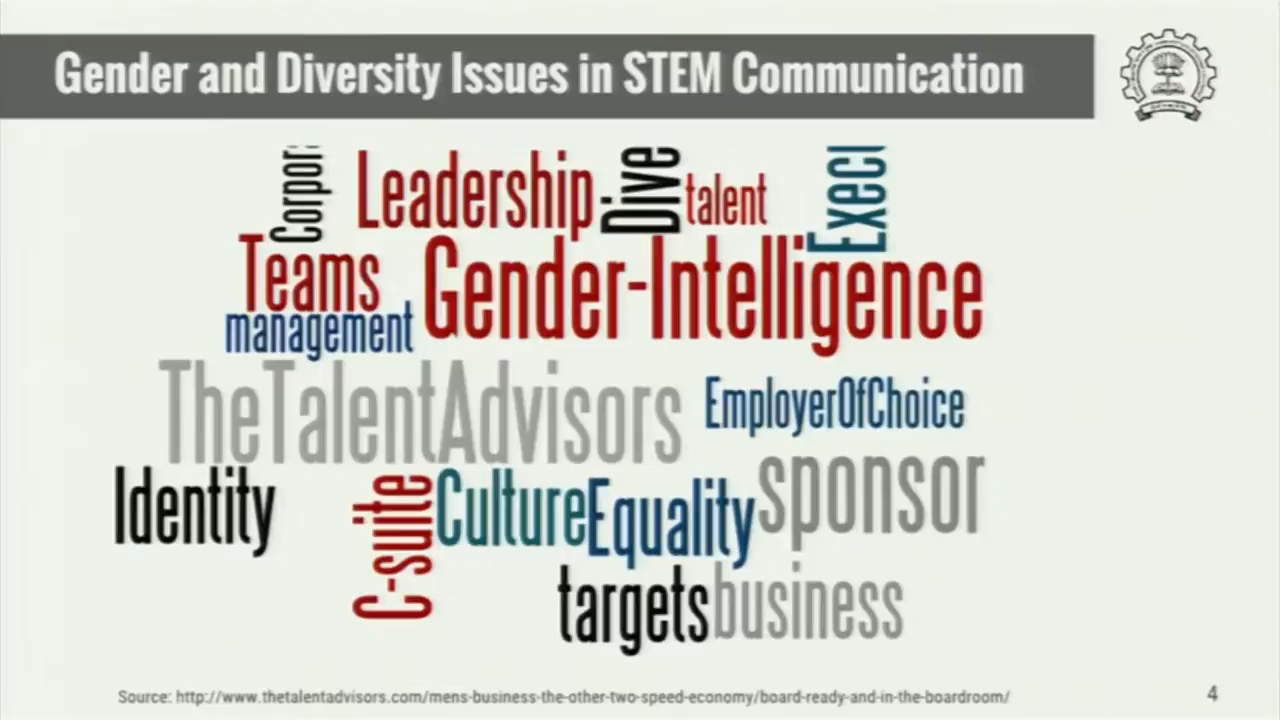 Gender and Diversity Issues in STEM Communication
Corpor
Leadership
Dive
talent
Exec
Teams
Gender-Intelligence
management
TheTalentAdvisors
EmployerOfChoice
Identity
C-suite
Culture
Equality
sponsor
targets
business
Source: http://www.thetalentadvisors.com/mens-business-the-other-two-speed-economy/board-ready-and-in-the-boardroom/
4